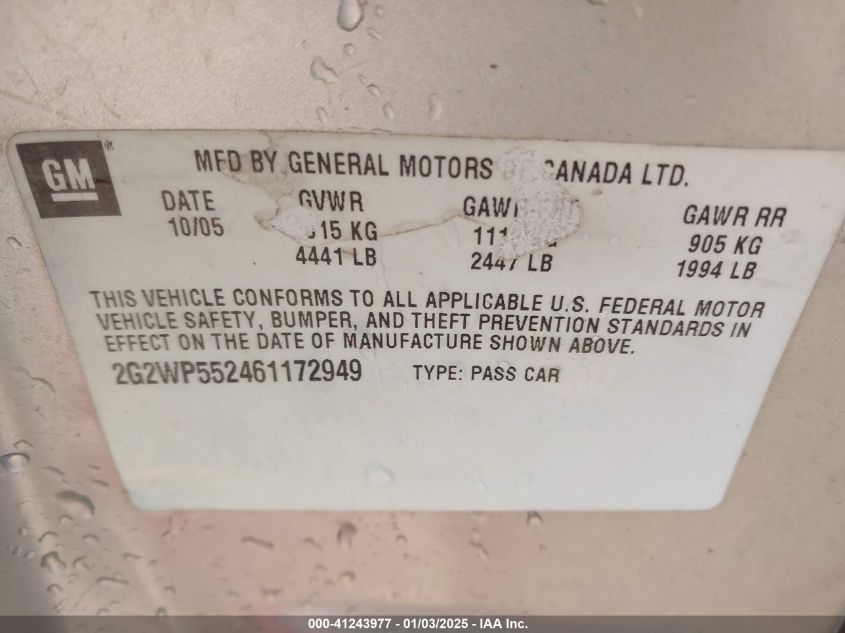 GM
MFD BY GENERAL MOTORS CANADA LTD.
DATE GVWR GAWR RR
10/05 KG 905 KG
4441 LB 2447 LB 1994 LB
THIS VEHICLE CONFORMS TO ALL APPLICABLE U.S. FEDERAL MOTOR
VEHICLE SAFETY, BUMPER, AND THEFT PREVENTION STANDARDS IN
EFFECT ON THE DATE OF MANUFACTURE SHOWN ABOVE.
2G2WP552461172949 TYPE: PASS CAR
000-41243977 - 01/03/2025 - IAA Inc.